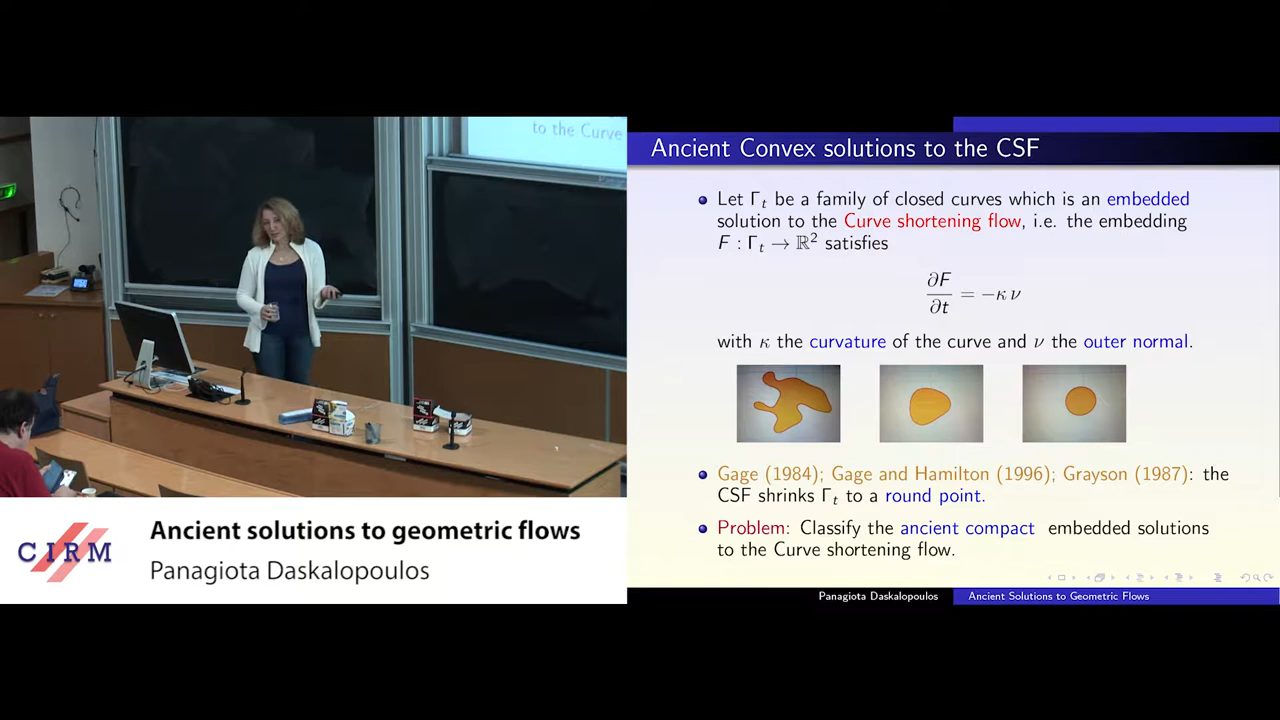 to the Curve
CIRM
Ancient solutions to geometric flows
Panagiota Daskalopoulos
Ancient Convex solutions to the CSF
Let Γt be a family of closed curves which is an embedded
solution to the Curve shortening flow, i.e. the embedding
F : Γt → ℝ² satisfies
∂F/∂t = −κ ν
with κ the curvature of the curve and ν the outer normal.
Gage (1984); Gage and Hamilton (1996); Grayson (1987): the
CSF shrinks Γt to a round point.
Problem: Classify the ancient compact embedded solutions
to the Curve shortening flow.
Panagiota Daskalopoulos
Ancient Solutions to Geometric Flows